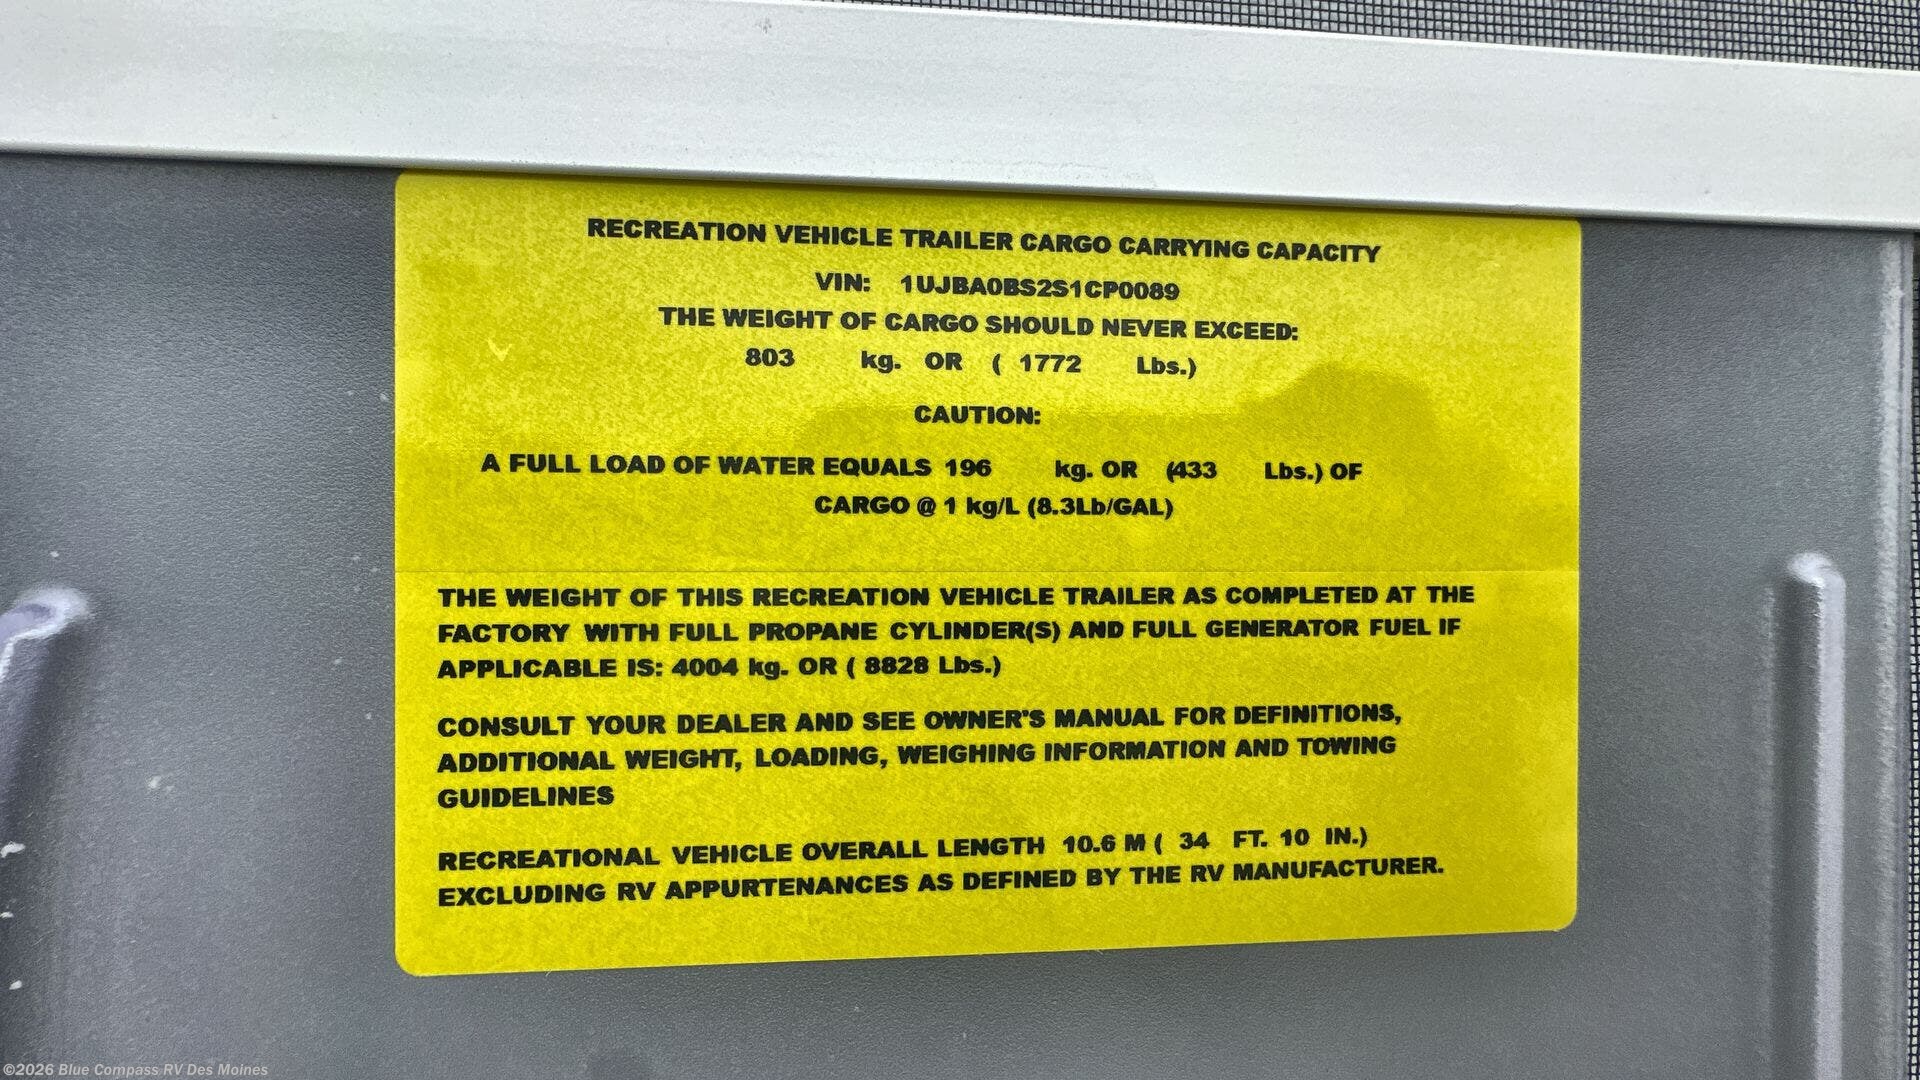 RECREATION VEHICLE TRAILER CARGO CARRYING CAPACITY
VIN: 1UJBA0BS2S1CP0089
THE WEIGHT OF CARGO SHOULD NEVER EXCEED:
803 kg. OR ( 1772 Lbs.)
CAUTION:
A FULL LOAD OF WATER EQUALS 196 kg. OR (433 Lbs.) OF
CARGO @ 1 kg/L (8.3Lb/GAL)
THE WEIGHT OF THIS RECREATION VEHICLE TRAILER AS COMPLETED AT THE
FACTORY WITH FULL PROPANE CYLINDER(S) AND FULL GENERATOR FUEL IF
APPLICABLE IS: 4004 kg. OR ( 8828 Lbs.)
CONSULT YOUR DEALER AND SEE OWNER'S MANUAL FOR DEFINITIONS,
ADDITIONAL WEIGHT, LOADING, WEIGHING INFORMATION AND TOWING
GUIDELINES
RECREATIONAL VEHICLE OVERALL LENGTH 10.6 M ( 34 FT. 10 IN.)
EXCLUDING RV APPURTENANCES AS DEFINED BY THE RV MANUFACTURER.
©2026 Blue Compass RV Des Moines